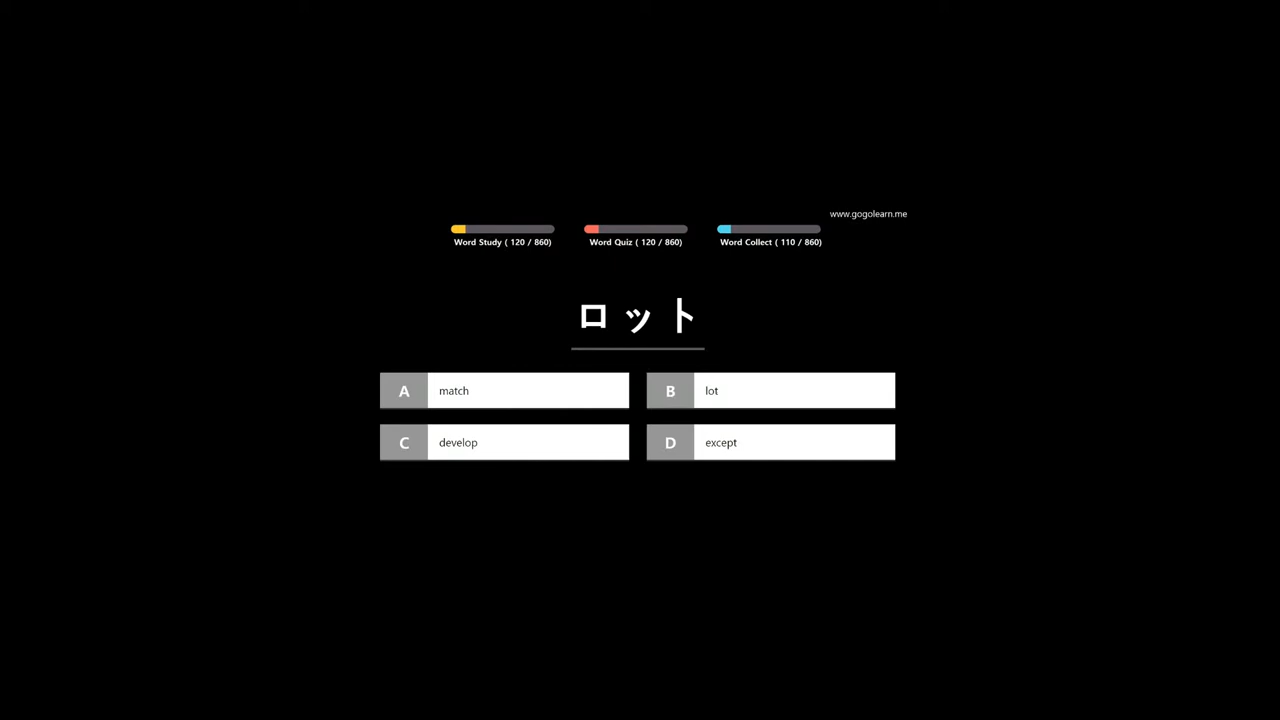 www.gogolearn.me
Word Study ( 120 / 860)
Word Quiz ( 120 / 860)
Word Collect ( 110 / 860)
ロット
A match
B lot
C develop
D except